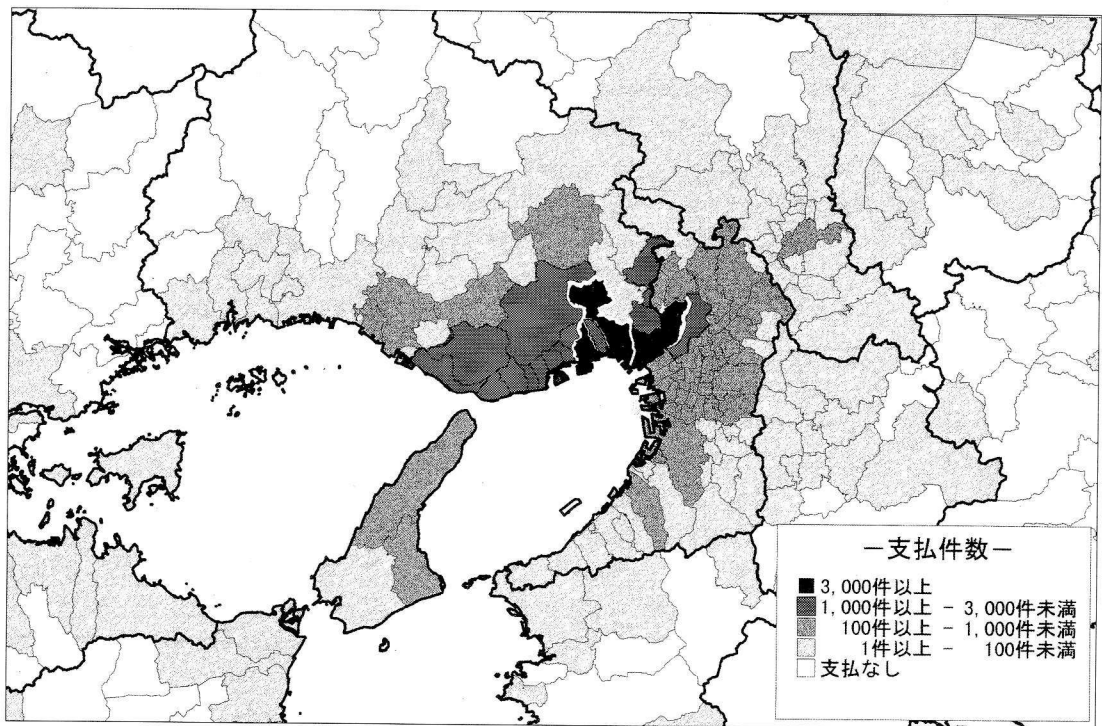 －支払件数－
3,000件以上
1,000件以上 － 3,000件未満
100件以上 － 1,000件未満
1件以上 － 100件未満
支払なし